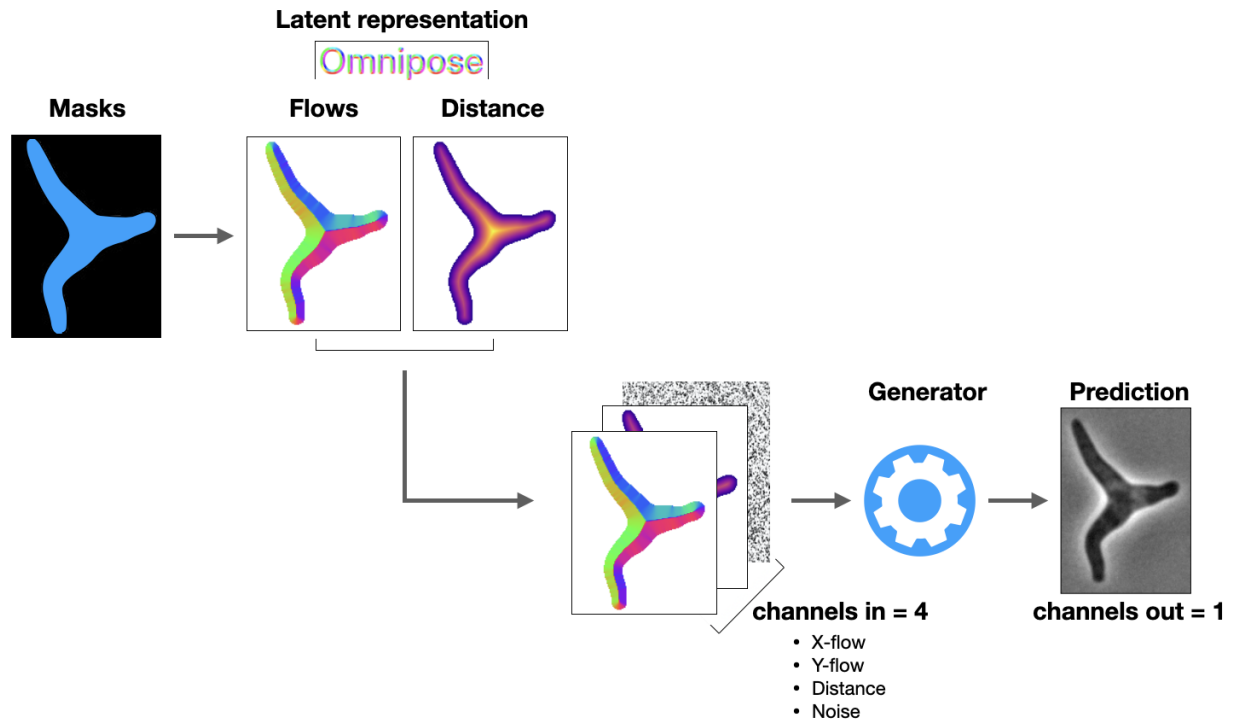 Latent representation
Omnipose
Masks
Flows
Distance
Generator
Prediction
channels in = 4
• X-flow
• Y-flow
• Distance
• Noise
channels out = 1